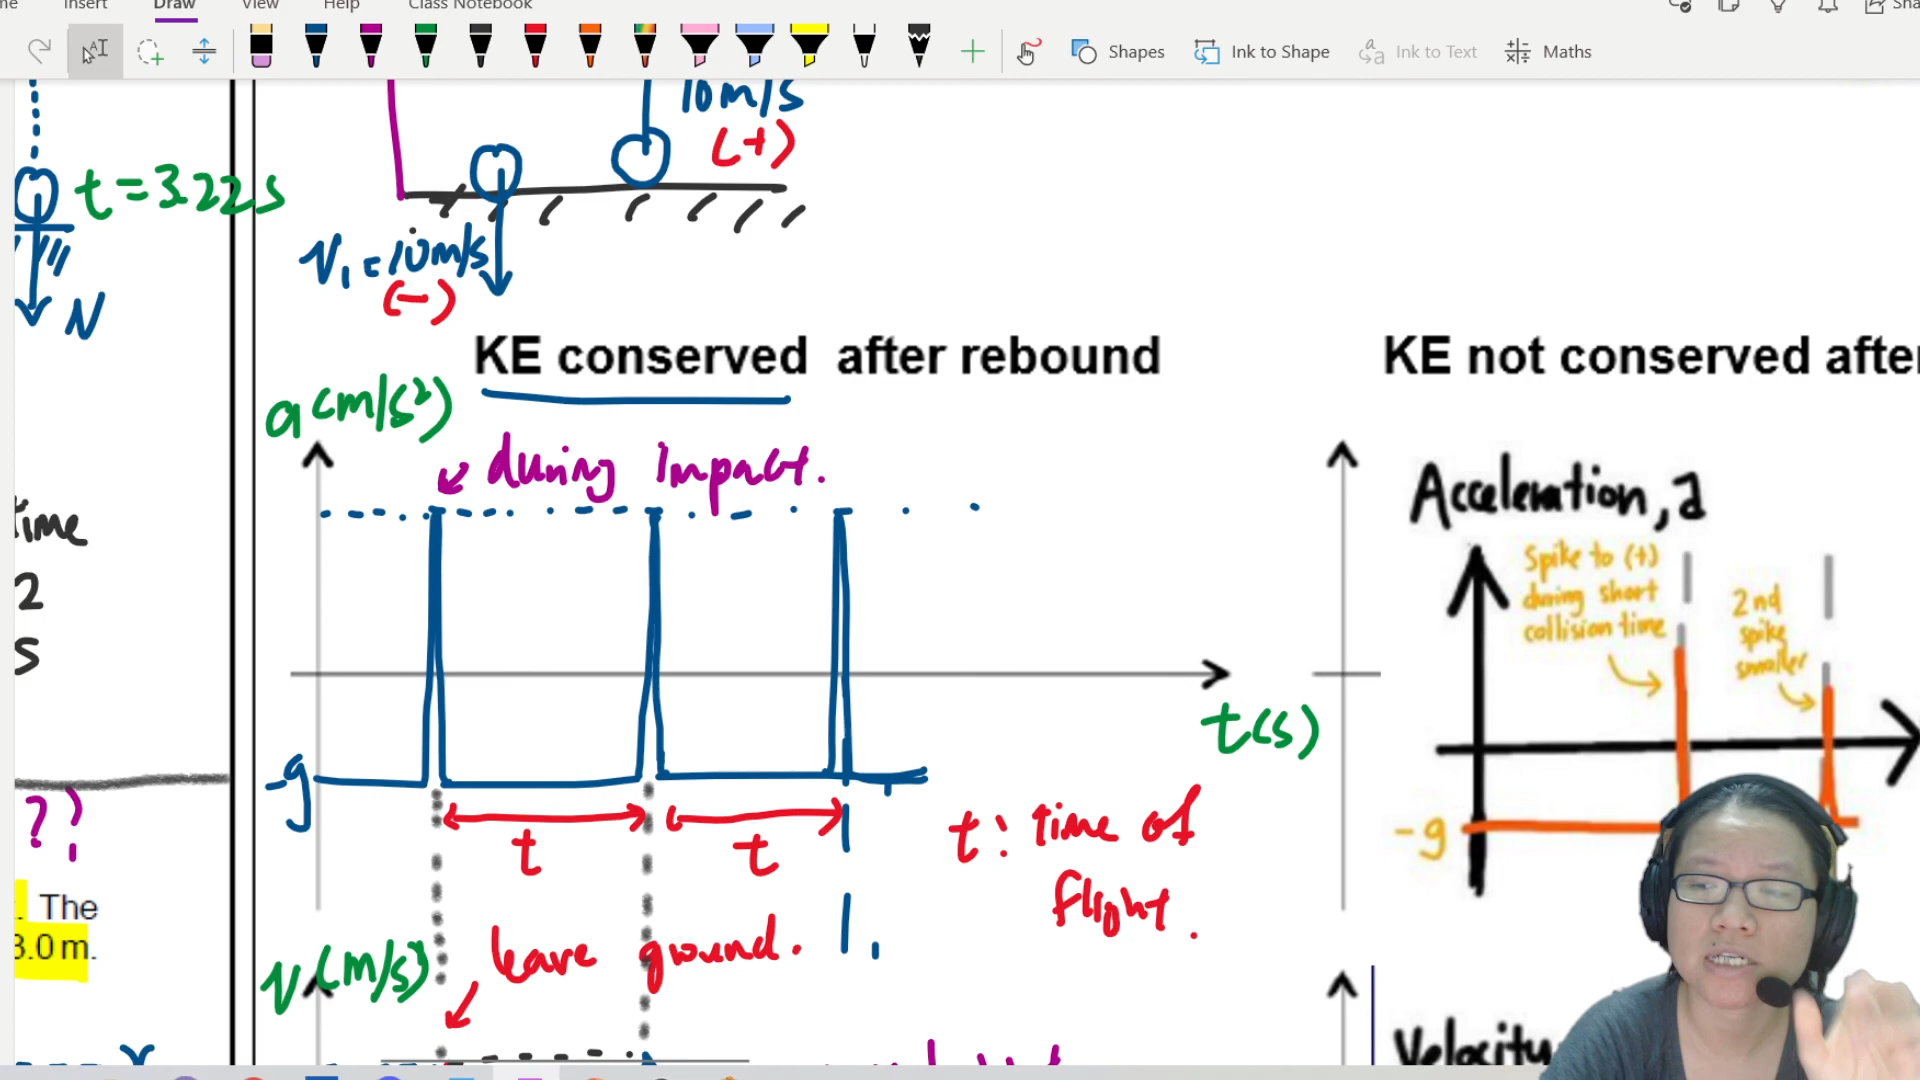 Insert Draw View Help Class Notebook
Shapes Ink to Shape Ink to Text Maths
10m/s
(+)
t = 3.22s
V₁ = 10m/s
(-)
N
KE conserved after rebound
KE not conserved after
a (m/s²)
during impact.
Acceleration, a
Spike to (+)
during short
collision time
2nd
spike
smaller
time
2
s
t(s)
-g
-g
??
t
t
t: time of
flight.
. The
3.0 m.
leave ground.
v (m/s)
Velocity